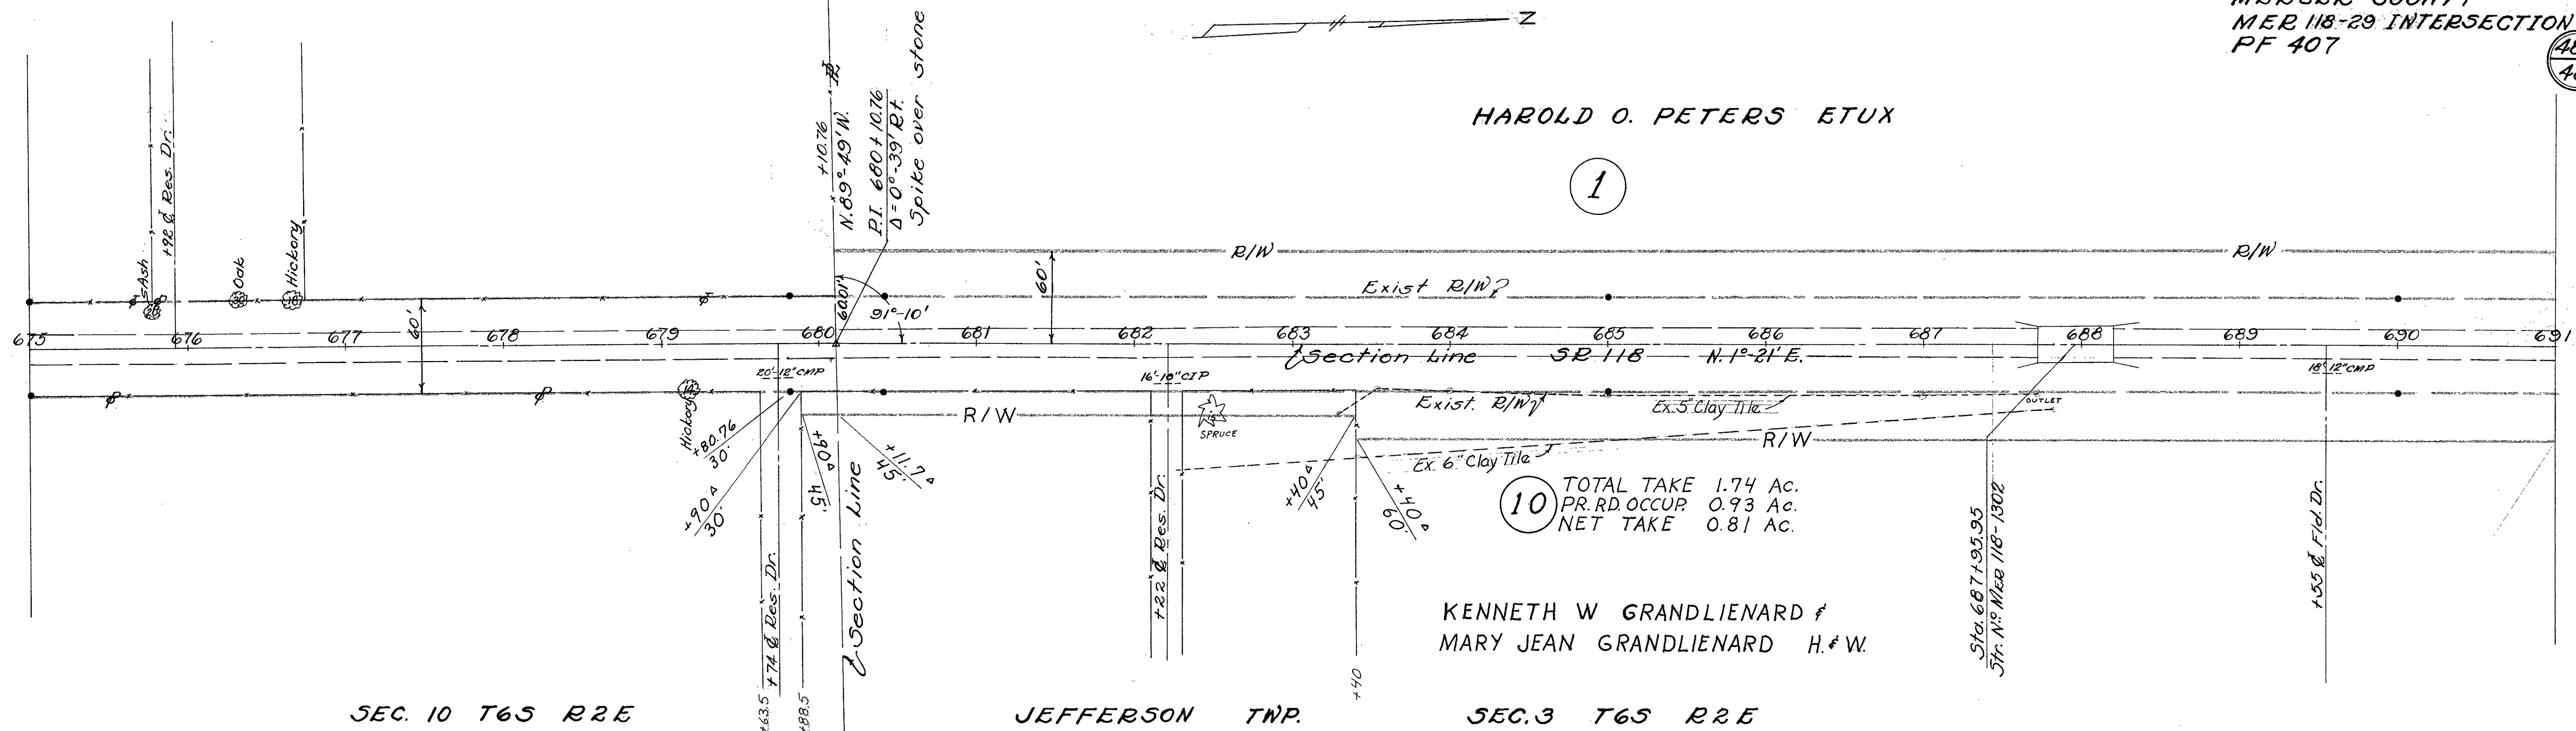 MERCER COUNTY
MER 118-29 INTERSECTION
PF 407
Z
HAROLD O. PETERS ETUX
1
Ash
+92 ₵ Res. Dr.
Oak
Hickory
+10.76
N.89°-49'W.
P.I. 680+10.76
Δ = 0°-39' Rt.
Spike over stone
R/W
R/W
60'
60'
Exist R/W?
60.01'
91°-10'
675 676 677 678 679 680 681 682 683 684 685 686 687 688 689 690 691
Section Line SR 118 N. 1°-21' E.
20'-12" CMP
16'-10" CIP
18'-12" CMP
Hickory
R/W
SPRUCE
Exist. R/W
Ex. 5" Clay Tile
OUTLET
R/W
Ex. 6" Clay Tile
+80.76
30'
+90
30'
+90
45'
+11.7
45'
+40
45'
+40
60
10
TOTAL TAKE 1.74 Ac.
PR. RD. OCCUP. 0.93 Ac.
NET TAKE 0.81 Ac.
+74 ₵ Res. Dr.
Section Line
+22 ₵ Res. Dr.
Sta. 687+95.95
Str. Nº MER 118-1302
+55 ₵ Fld. Dr.
KENNETH W GRANDLIENARD &
MARY JEAN GRANDLIENARD H. & W.
+63.5
+88.5
+40
SEC. 10 T6S R2E
JEFFERSON TWP.
SEC. 3 T6S R2E